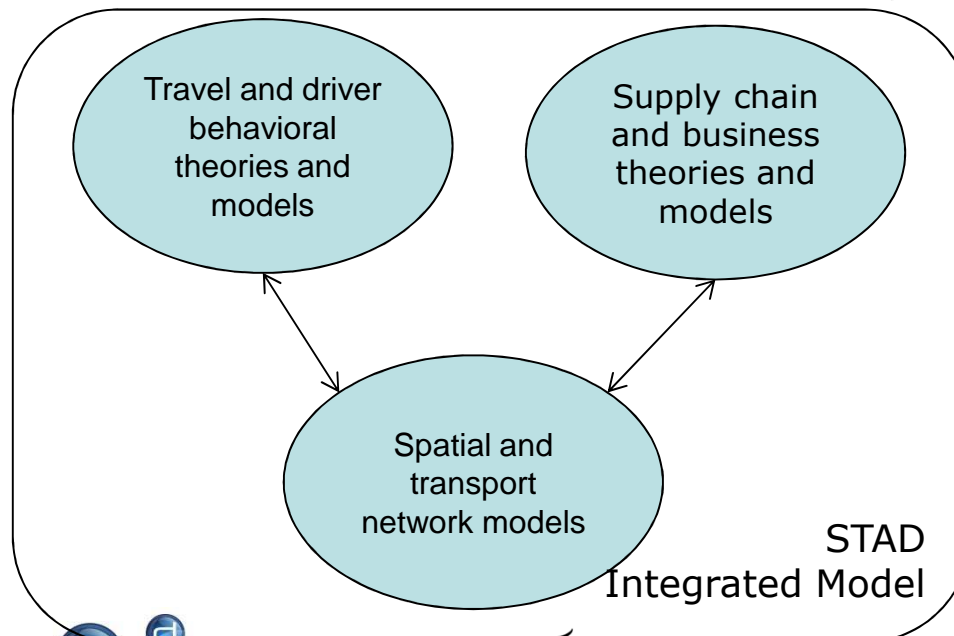 Travel and driver
behavioral
theories and
models
Supply chain
and business
theories and
models
Spatial and
transport
network models
STAD
Integrated Model